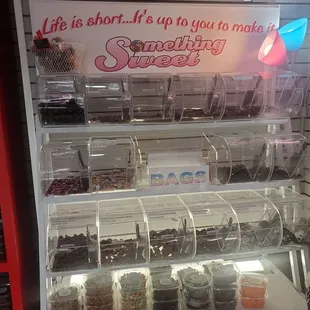 Life is short...It's up to you to make it
Something
Sweet
BAGS